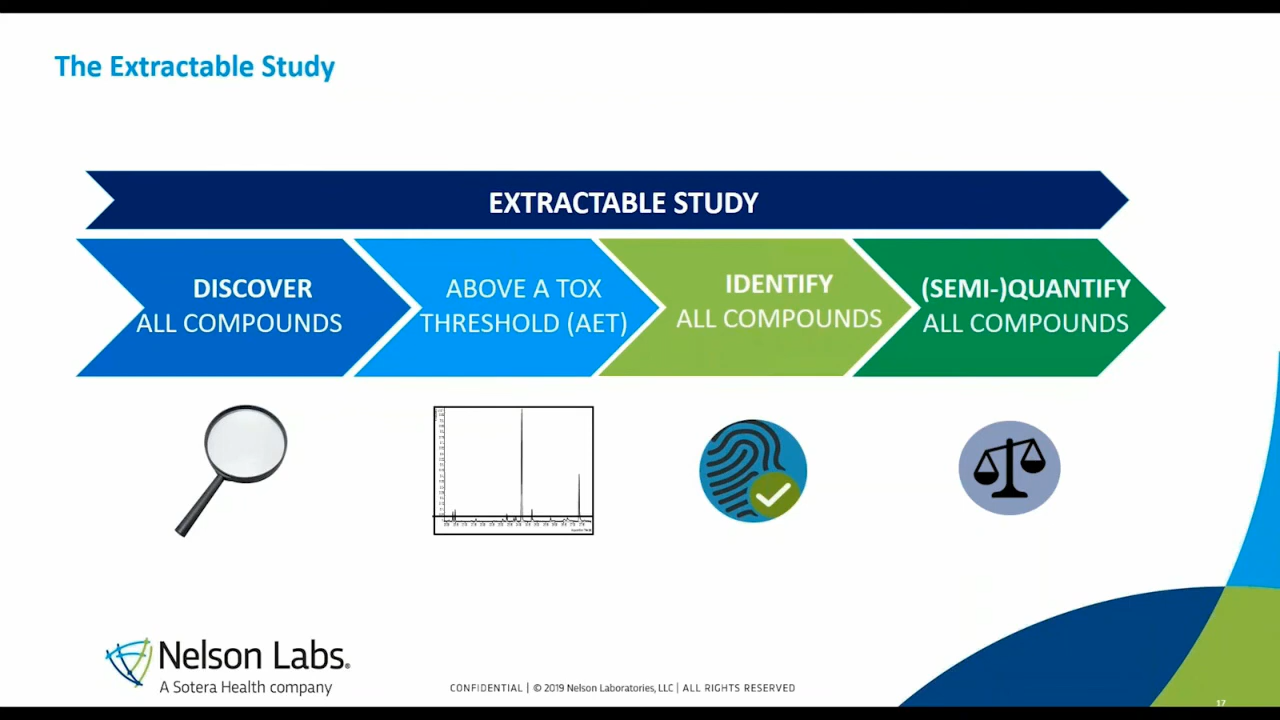 The Extractable Study
EXTRACTABLE STUDY
DISCOVER
ALL COMPOUNDS
ABOVE A TOX
THRESHOLD (AET)
IDENTIFY
ALL COMPOUNDS
(SEMI-)QUANTIFY
ALL COMPOUNDS
Nelson Labs®
A Sotera Health company
CONFIDENTIAL | © 2019 Nelson Laboratories, LLC | ALL RIGHTS RESERVED
17